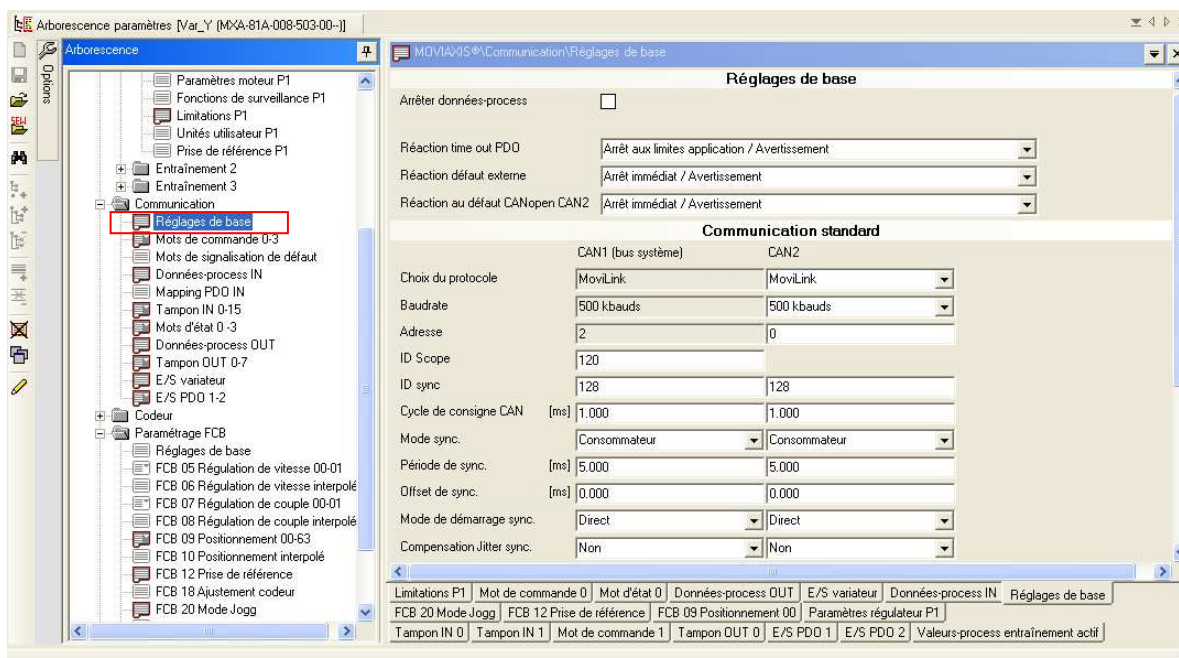 Arborescence paramètres [Var_Y (MXA-81A-008-503-00--)]
Options
Arborescence
Paramètres moteur P1
Fonctions de surveillance P1
Limitations P1
Unités utilisateur P1
Prise de référence P1
Entraînement 2
Entraînement 3
Communication
Réglages de base
Mots de commande 0-3
Mots de signalisation de défaut
Données-process IN
Mapping PDO IN
Tampon IN 0-15
Mots d'état 0 -3
Données-process OUT
Tampon OUT 0-7
E/S variateur
E/S PDO 1-2
Codeur
Paramétrage FCB
Réglages de base
FCB 05 Régulation de vitesse 00-01
FCB 06 Régulation de vitesse interpolé
FCB 07 Régulation de couple 00-01
FCB 08 Régulation de couple interpolé
FCB 09 Positionnement 00-63
FCB 10 Positionnement interpolé
FCB 12 Prise de référence
FCB 18 Ajustement codeur
FCB 20 Mode Jogg
MOVIAXIS®\Communication\Réglages de base
Réglages de base
Arrêter données-process
Réaction time out PDO Arrêt aux limites application / Avertissement
Réaction défaut externe Arrêt immédiat / Avertissement
Réaction au défaut CANopen CAN2 Arrêt immédiat / Avertissement
Communication standard
CAN1 (bus système) CAN2
Choix du protocole MoviLink MoviLink
Baudrate 500 kbauds 500 kbauds
Adresse 2 0
ID Scope 120
ID sync 128 128
Cycle de consigne CAN [ms] 1.000 1.000
Mode sync. Consommateur Consommateur
Période de sync. [ms] 5.000 5.000
Offset de sync. [ms] 0.000 0.000
Mode de démarrage sync. Direct Direct
Compensation Jitter sync. Non Non
Limitations P1 Mot de commande 0 Mot d'état 0 Données-process OUT E/S variateur Données-process IN Réglages de base
FCB 20 Mode Jogg FCB 12 Prise de référence FCB 09 Positionnement 00 Paramètres régulateur P1
Tampon IN 0 Tampon IN 1 Mot de commande 1 Tampon OUT 0 E/S PDO 1 E/S PDO 2 Valeurs-process entraînement actif